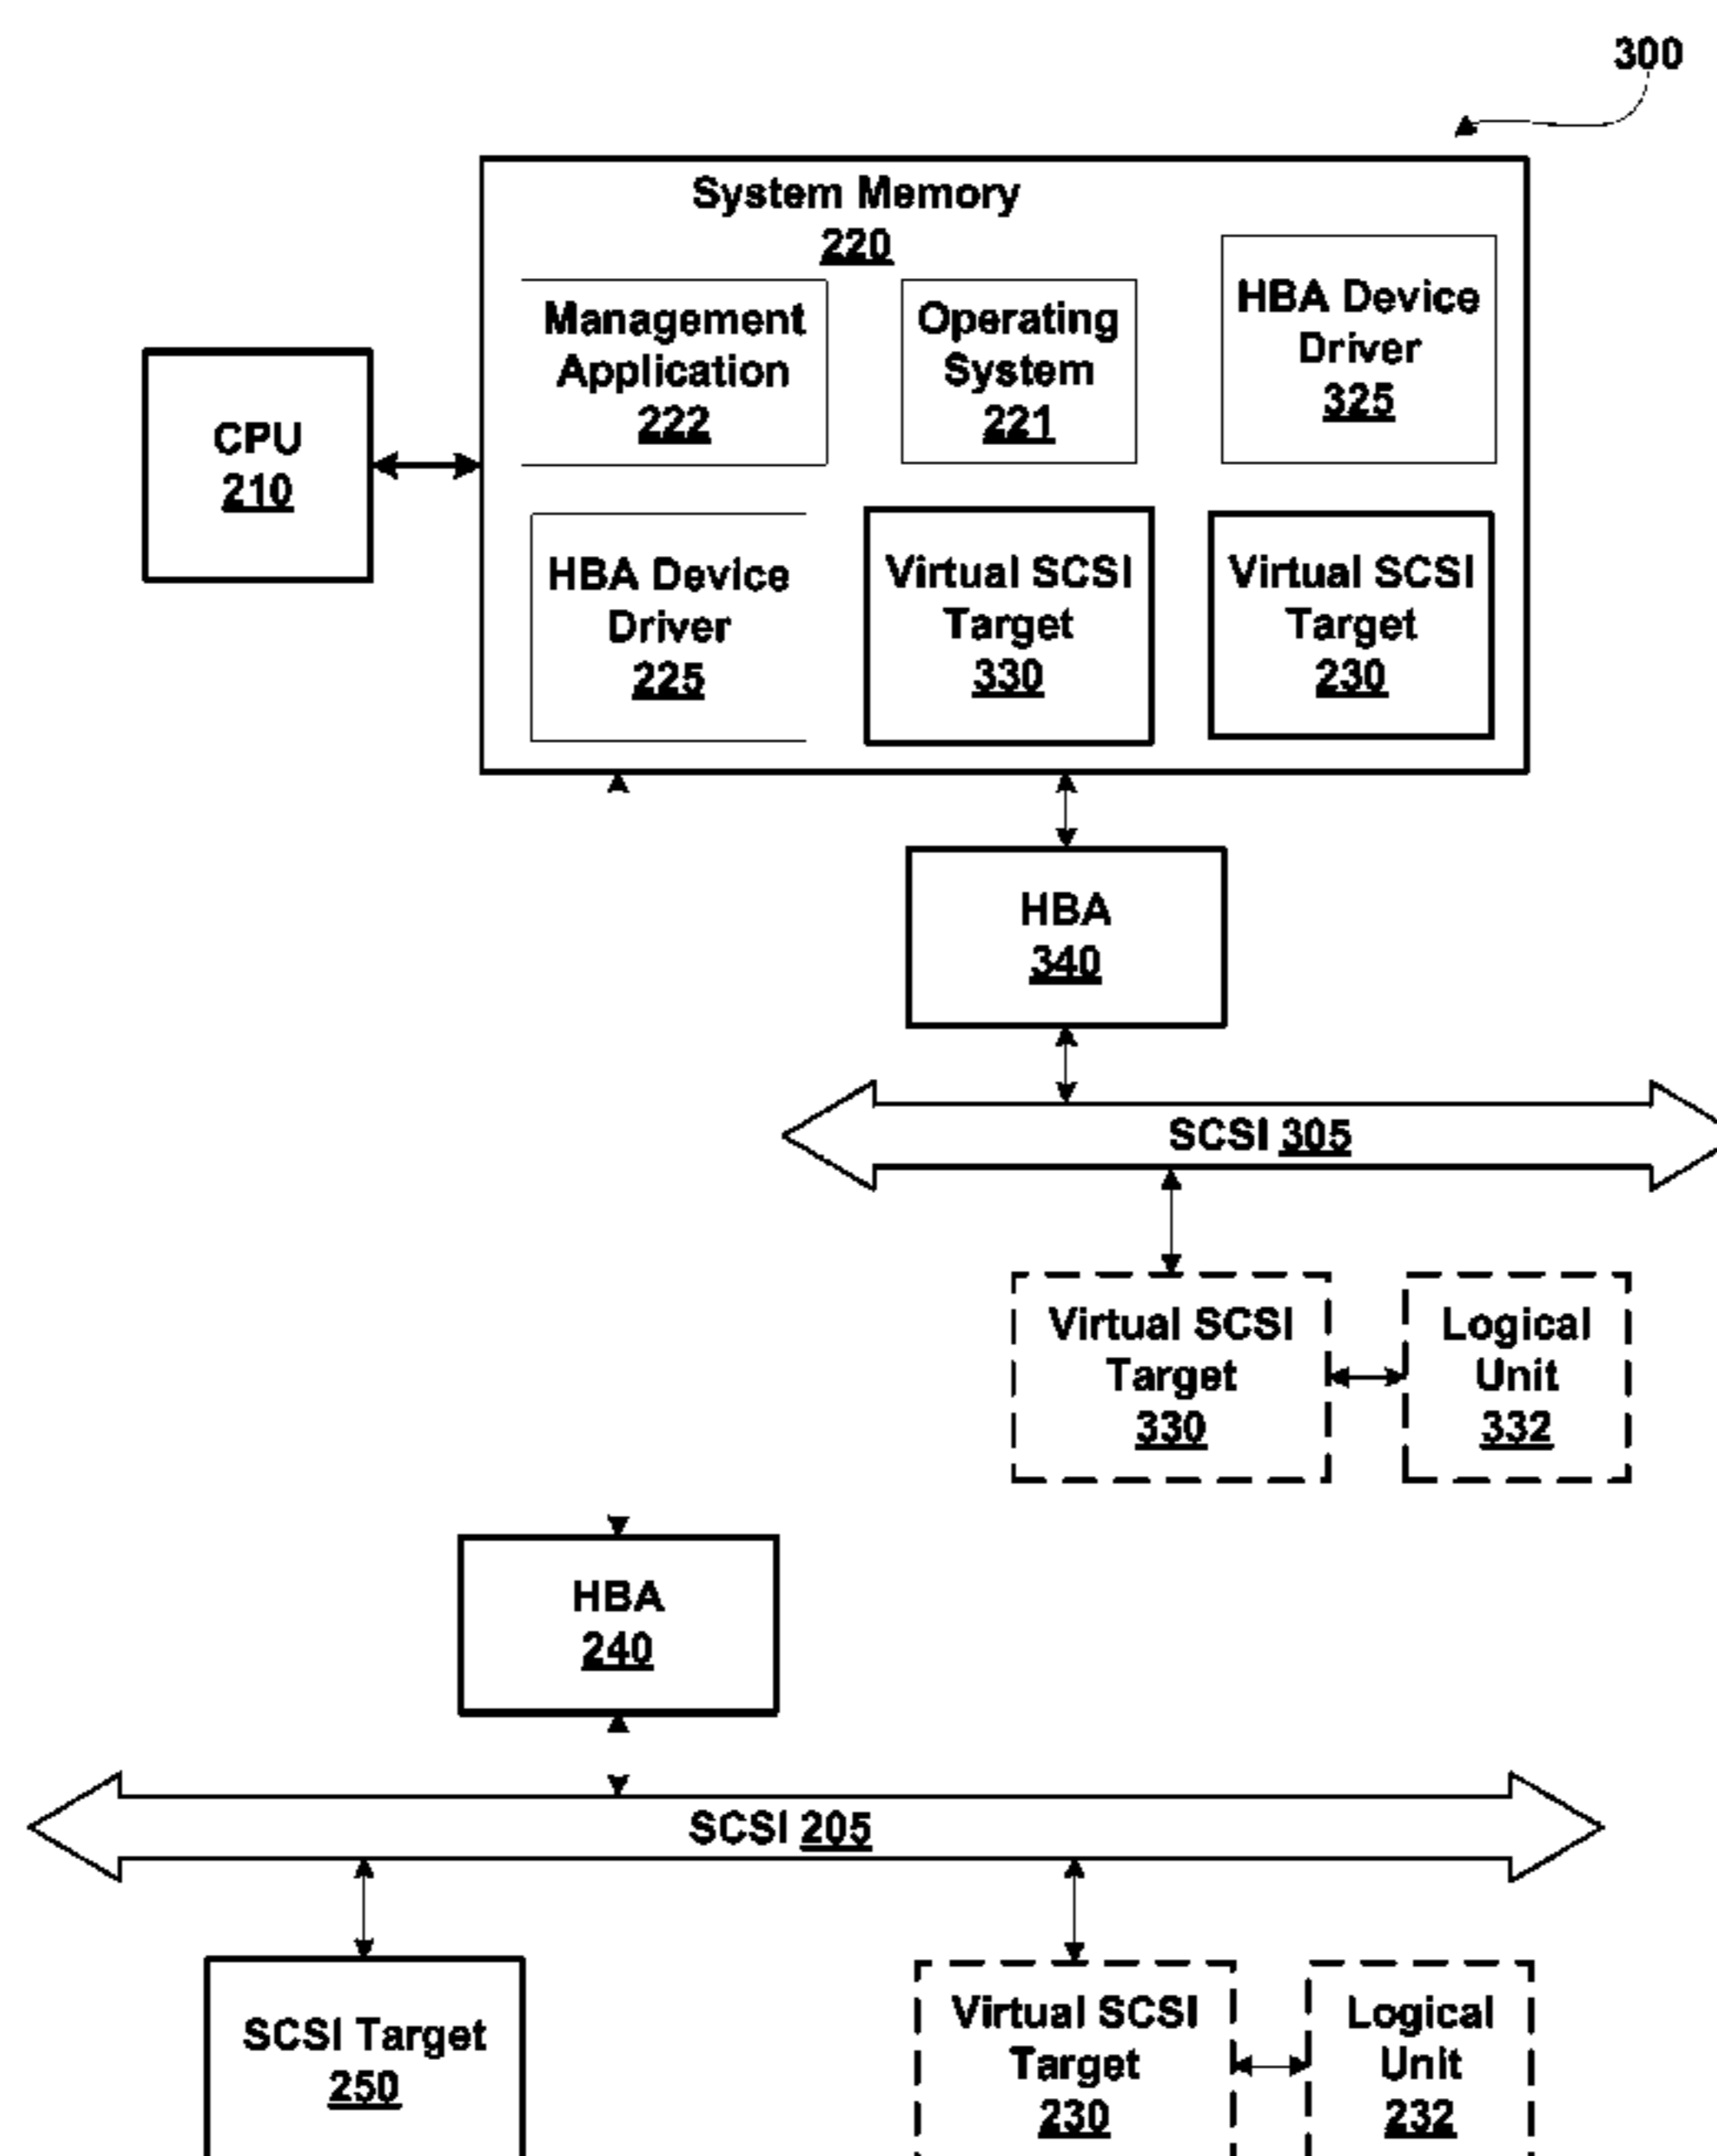 300
System Memory
220
Management
Application
222
Operating
System
221
HBA Device
Driver
325
CPU
210
HBA Device
Driver
225
Virtual SCSI
Target
330
Virtual SCSI
Target
230
HBA
340
SCSI 305
Virtual SCSI
Target
330
Logical
Unit
332
HBA
240
SCSI 205
SCSI Target
250
Virtual SCSI
Target
230
Logical
Unit
232